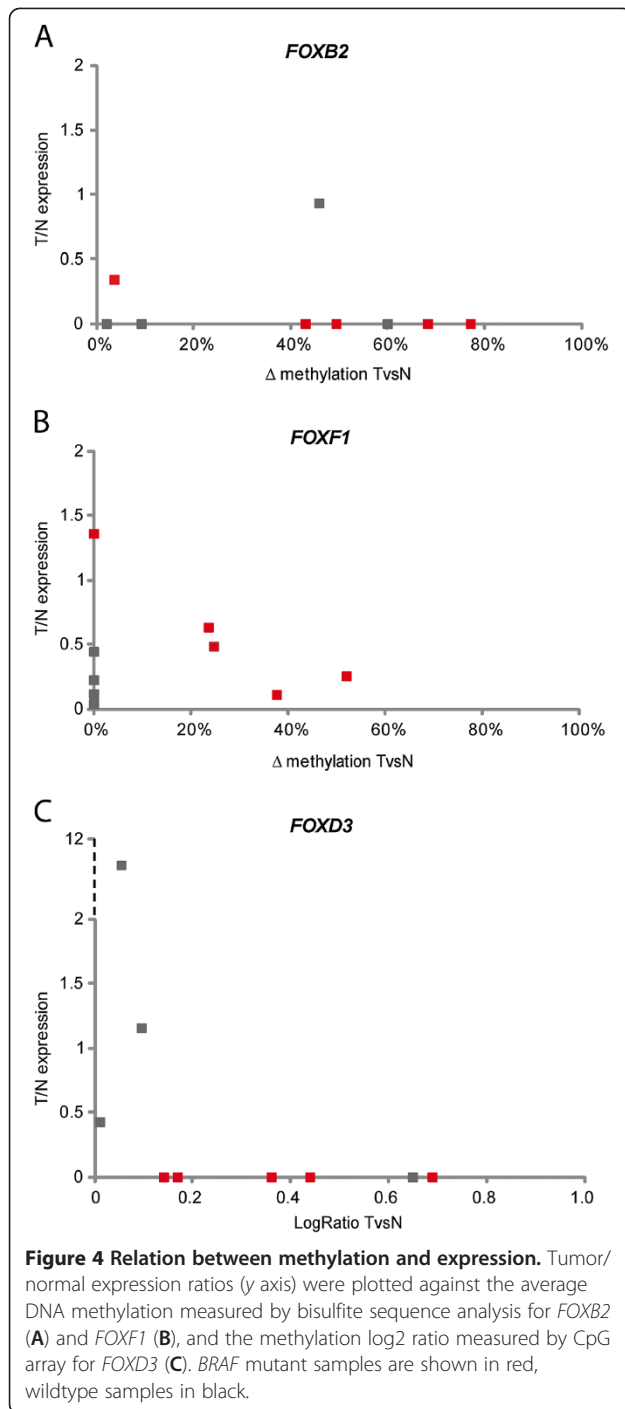 A
FOXB2
2
1.5
1
0.5
0
T/N expression
0% 20% 40% 60% 80% 100%
Δ methylation TvsN
B
FOXF1
2
1.5
1
0.5
0
T/N expression
0% 20% 40% 60% 80% 100%
Δ methylation TvsN
C
FOXD3
12
2
1.5
1
0.5
0
T/N expression
0 0.2 0.4 0.6 0.8 1.0
LogRatio TvsN
Figure 4 Relation between methylation and expression. Tumor/
normal expression ratios (y axis) were plotted against the average
DNA methylation measured by bisulfite sequence analysis for FOXB2
(A) and FOXF1 (B), and the methylation log2 ratio measured by CpG
array for FOXD3 (C). BRAF mutant samples are shown in red,
wildtype samples in black.